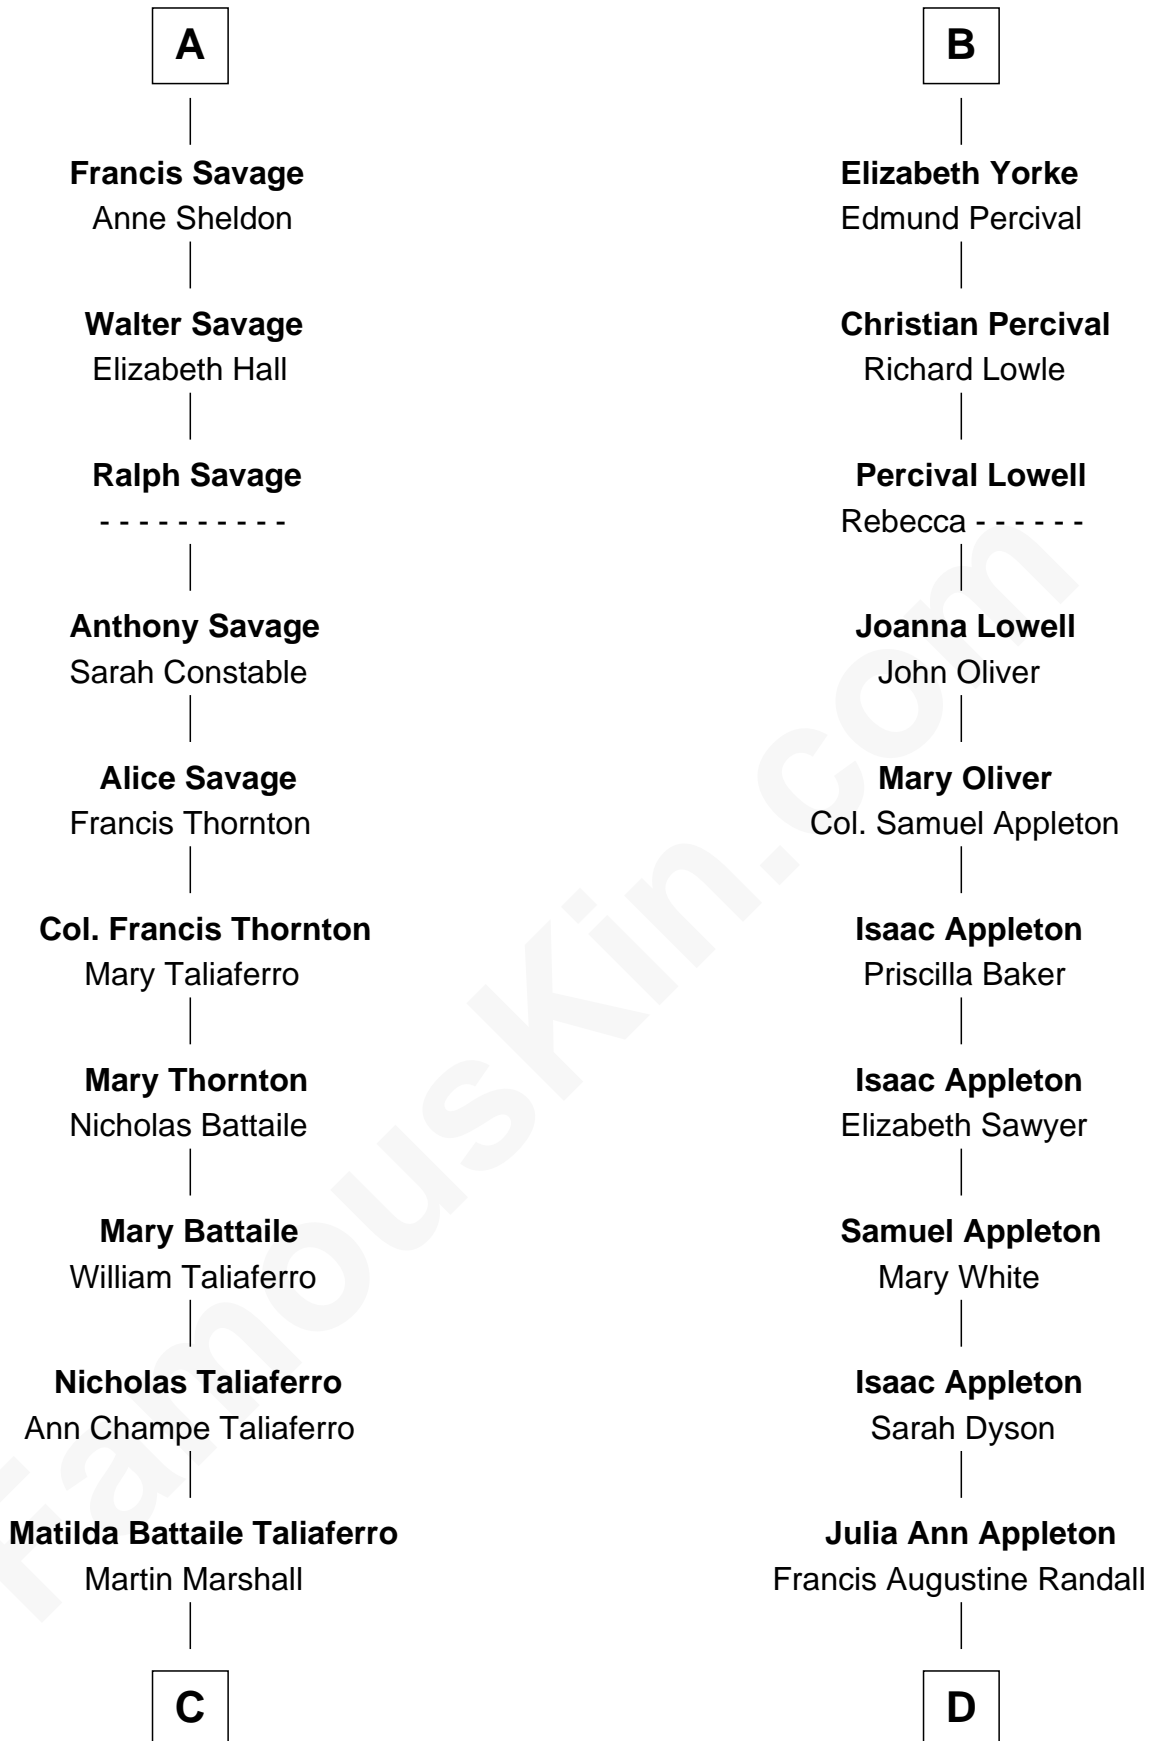 A
Francis Savage
Anne Sheldon
Walter Savage
Elizabeth Hall
Ralph Savage
- - - - - - - - - -
Anthony Savage
Sarah Constable
Alice Savage
Francis Thornton
Col. Francis Thornton
Mary Taliaferro
Mary Thornton
Nicholas Battaile
Mary Battaile
William Taliaferro
Nicholas Taliaferro
Ann Champe Taliaferro
Matilda Battaile Taliaferro
Martin Marshall
C
B
Elizabeth Yorke
Edmund Percival
Christian Percival
Richard Lowle
Percival Lowell
Rebecca - - - - - -
Joanna Lowell
John Oliver
Mary Oliver
Col. Samuel Appleton
Isaac Appleton
Priscilla Baker
Isaac Appleton
Elizabeth Sawyer
Samuel Appleton
Mary White
Isaac Appleton
Sarah Dyson
Julia Ann Appleton
Francis Augustine Randall
D
FamousKin.com